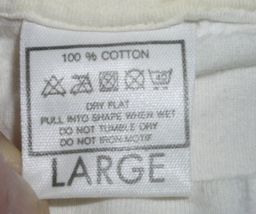 100 % COTTON
DRY FLAT
PULL INTO SHAPE WHEN WET
DO NOT TUMBLE DRY
DO NOT IRON MOTIF
LARGE